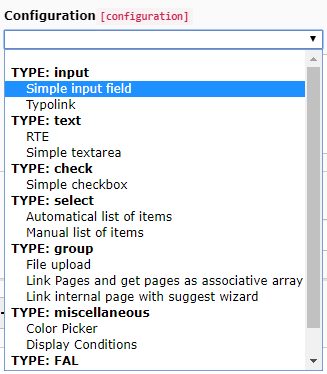 Configuration [configuration]
TYPE: input
Simple input field
Typolink
TYPE: text
RTE
Simple textarea
TYPE: check
Simple checkbox
TYPE: select
Automatical list of items
Manual list of items
TYPE: group
File upload
Link Pages and get pages as associative array
Link internal page with suggest wizard
TYPE: miscellaneous
Color Picker
Display Conditions
TYPE: FAL